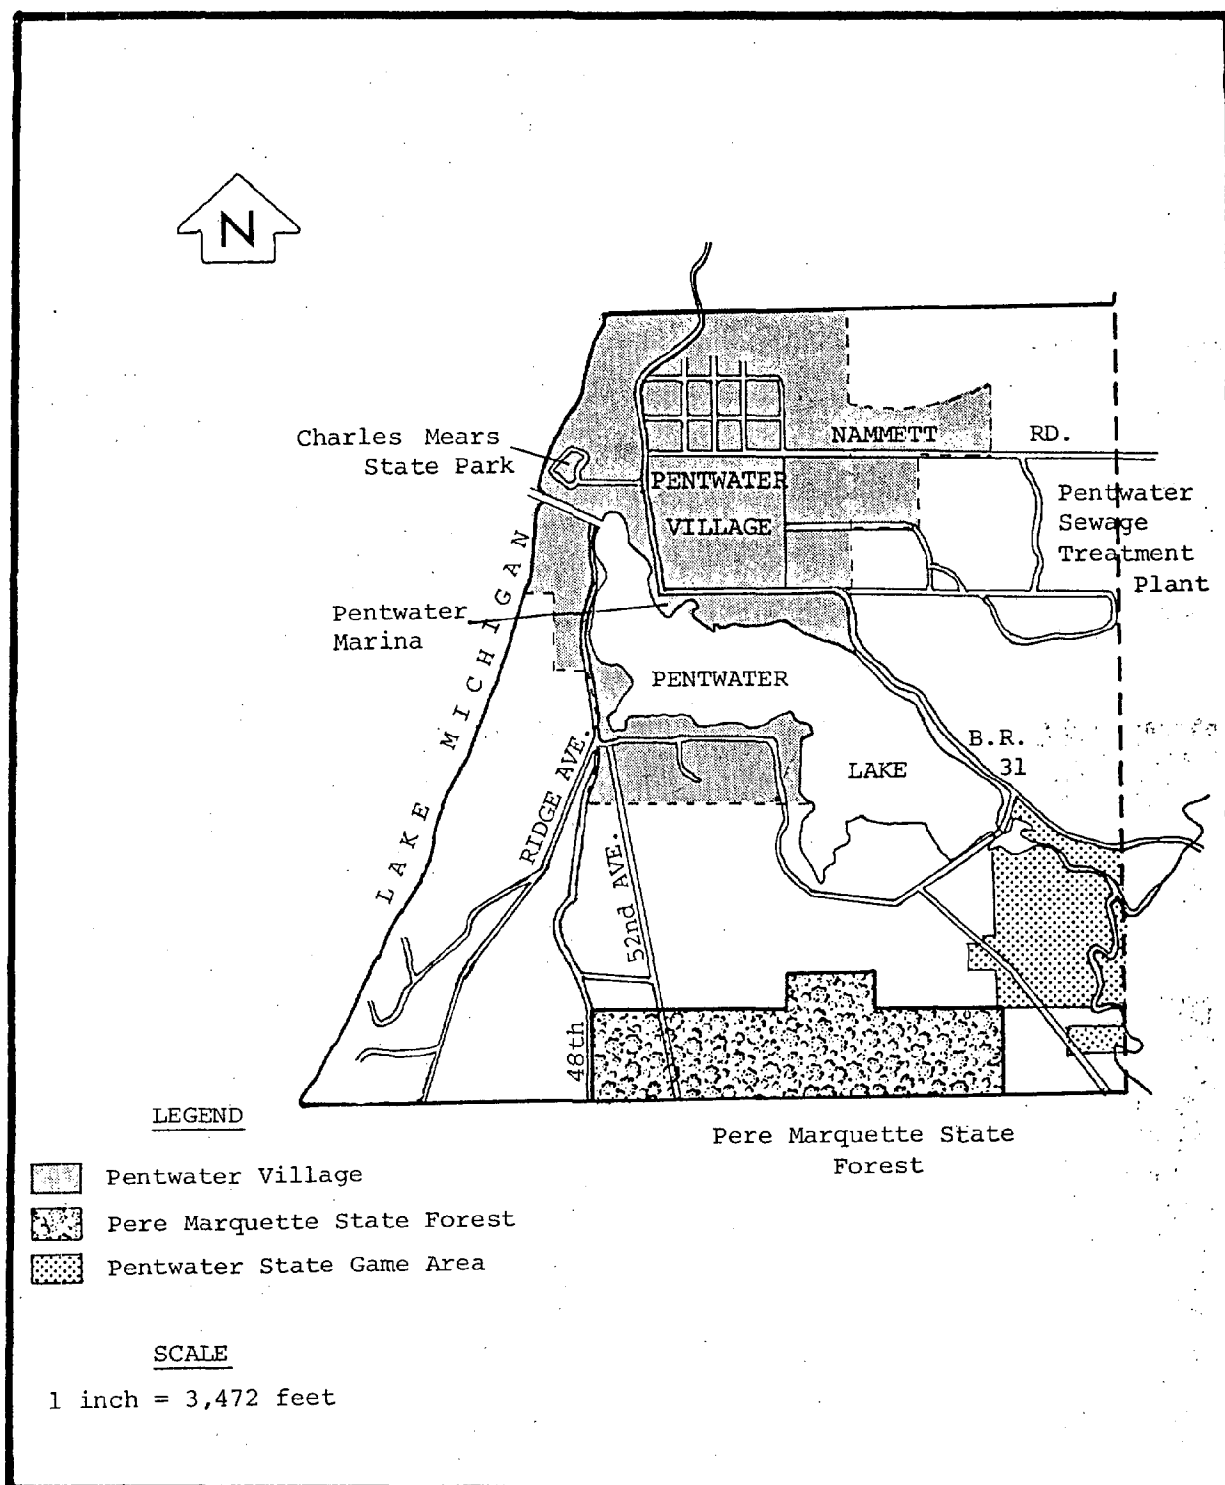 N
Charles Mears
State Park
NAMMETT RD.
PENTWATER
VILLAGE
Pentwater
Sewage
Treatment
Plant
LAKE MICHIGAN
Pentwater
Marina
PENTWATER
LAKE
B.R.
31
RIDGE AVE.
52nd AVE.
48th
Pere Marquette State
Forest
LEGEND
Pentwater Village
Pere Marquette State Forest
Pentwater State Game Area
SCALE
1 inch = 3,472 feet